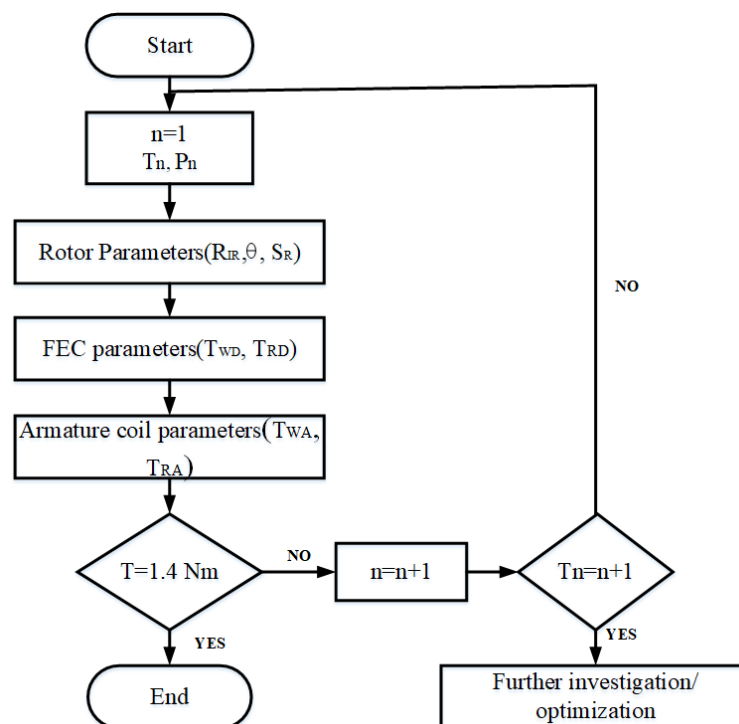 Start
n=1
Tn, Pn
Rotor Parameters(RIR,θ, SR)
NO
FEC parameters(TWD, TRD)
Armature coil parameters(TWA,
TRA)
T=1.4 Nm
NO
n=n+1
Tn=n+1
YES
YES
End
Further investigation/
optimization